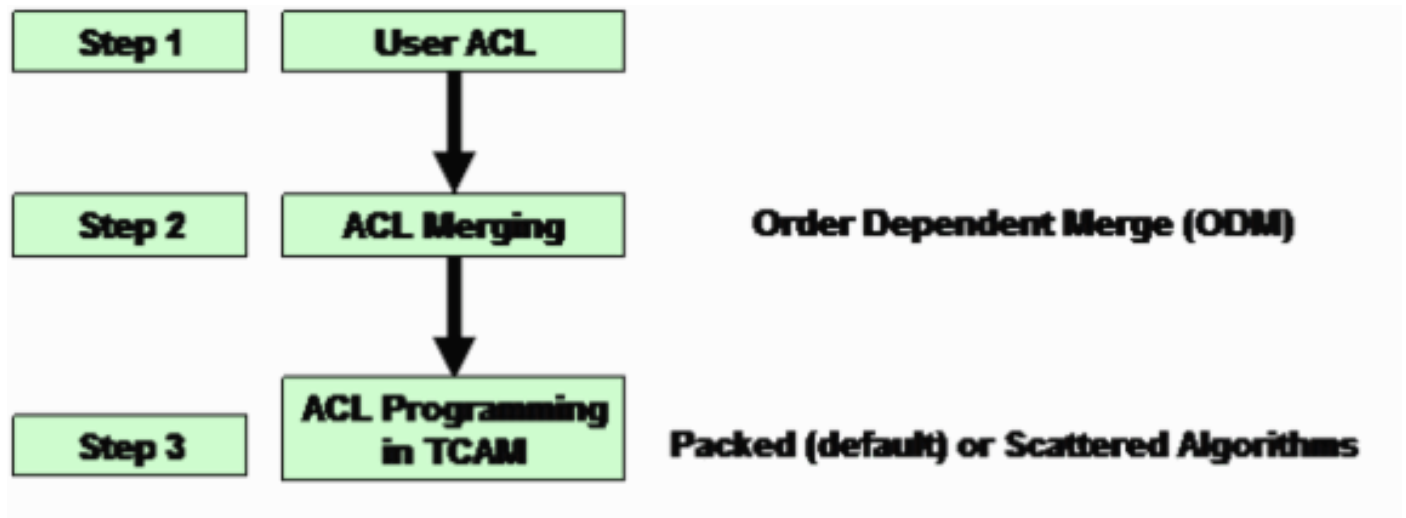 Step 1
User ACL
Step 2
ACL Merging
Order Dependent Merge (ODM)
Step 3
ACL Programming
in TCAM
Packed (default) or Scattered Algorithms